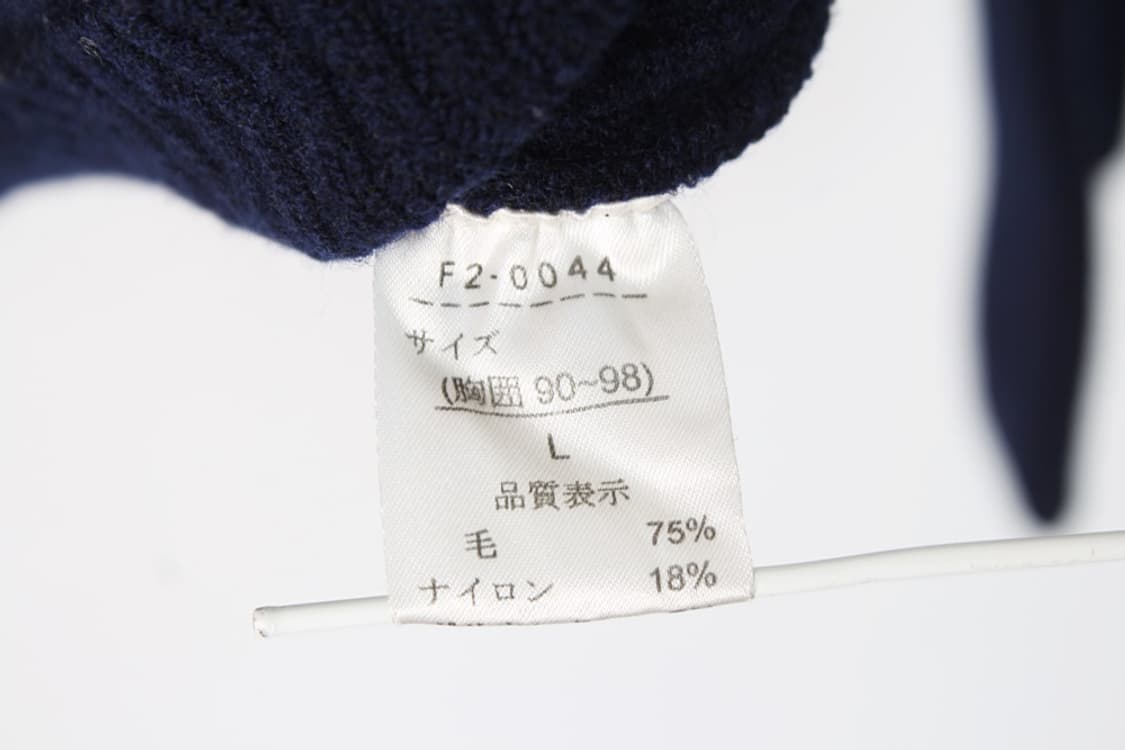 F2-0044
サイズ
(胸囲 90~98)
L
品質表示
毛 75%
ナイロン 18%